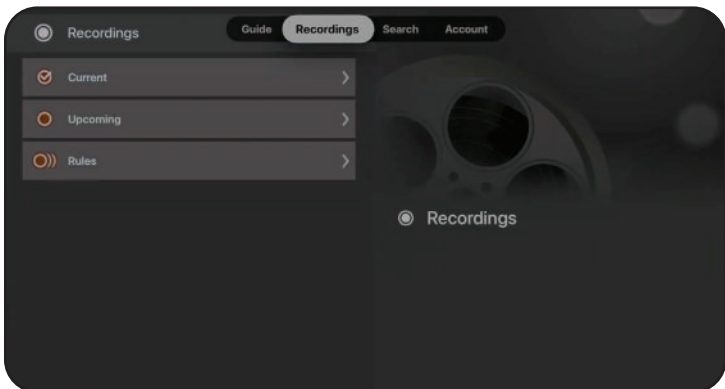 Recordings
Guide Recordings Search Account
Current
Upcoming
Rules
Recordings